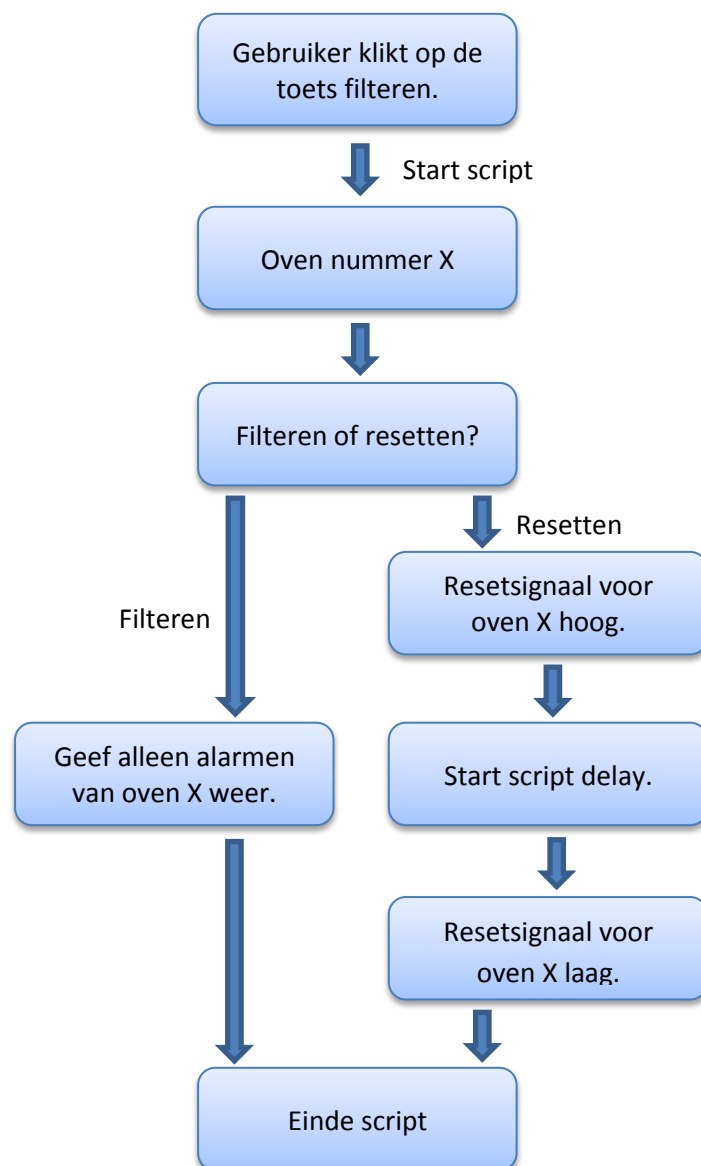 Gebruiker klikt op de
toets filteren.
Start script
Oven nummer X
Filteren of resetten?
Resetten
Resetsignaal voor
oven X hoog.
Filteren
Geef alleen alarmen
van oven X weer.
Start script delay.
Resetsignaal voor
oven X laag.
Einde script